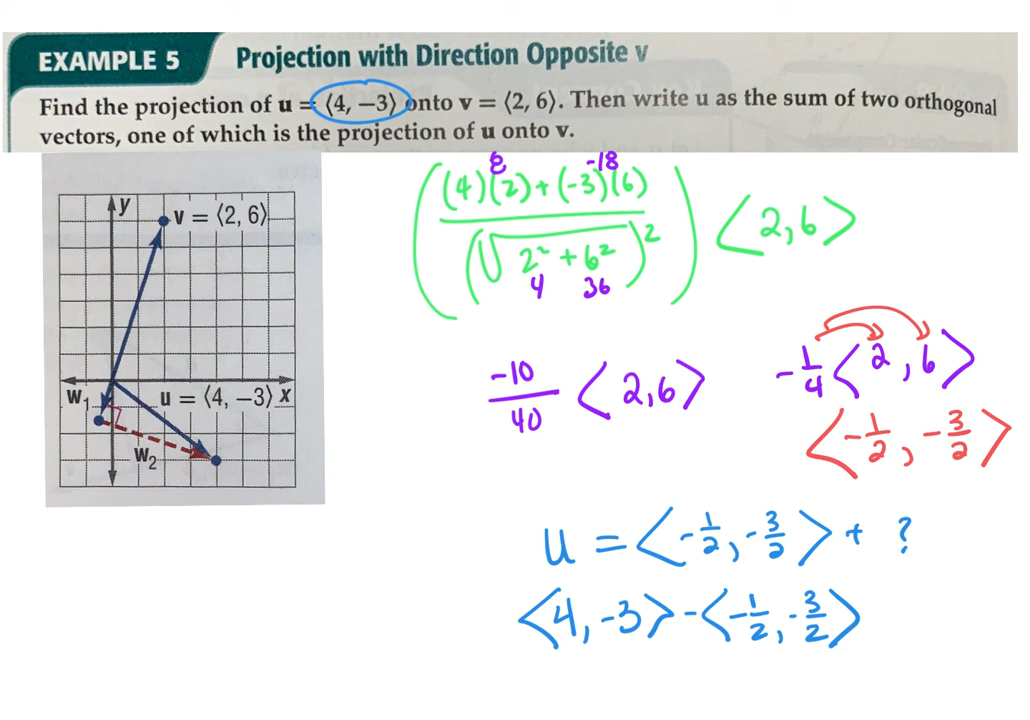 EXAMPLE 5 Projection with Direction Opposite v
Find the projection of u = ⟨4, −3⟩ onto v = ⟨2, 6⟩. Then write u as the sum of two orthogonal
vectors, one of which is the projection of u onto v.
y
v = ⟨2, 6⟩
w₁
u = ⟨4, −3⟩ x
w₂
8 -18
( ((4)(2) + (-3)(6)) / (√(2² + 6²))² ) <2,6>
4 36
-10/40 <2,6>
-1/4 <2,6>
<-1/2, -3/2>
u = <-1/2, -3/2> + ?
<4, -3> - <-1/2, -3/2>